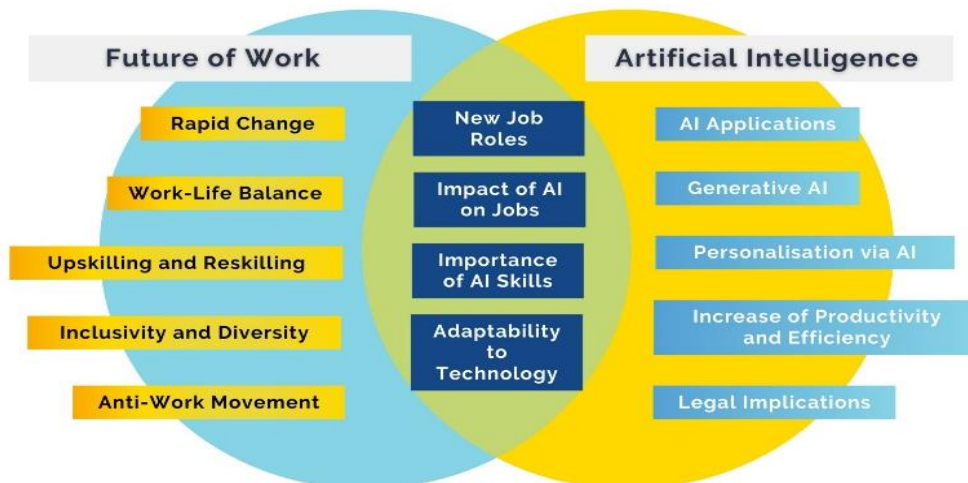 Future of Work
Rapid Change
Work-Life Balance
Upskilling and Reskilling
Inclusivity and Diversity
Anti-Work Movement
New Job
Roles
Impact of AI
on Jobs
Importance
of AI Skills
Adaptability
to
Technology
Artificial Intelligence
AI Applications
Generative AI
Personalisation via AI
Increase of Productivity
and Efficiency
Legal Implications